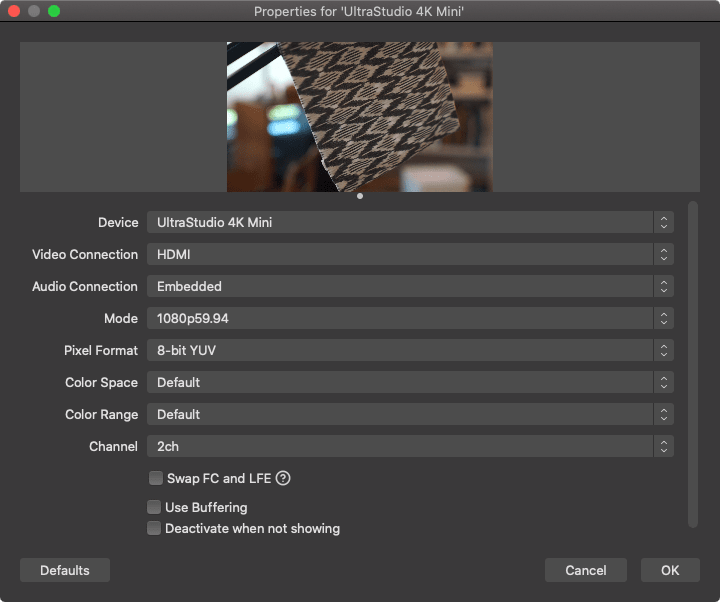 Properties for 'UltraStudio 4K Mini'
Device UltraStudio 4K Mini
Video Connection HDMI
Audio Connection Embedded
Mode 1080p59.94
Pixel Format 8-bit YUV
Color Space Default
Color Range Default
Channel 2ch
Swap FC and LFE ?
Use Buffering
Deactivate when not showing
Defaults Cancel OK